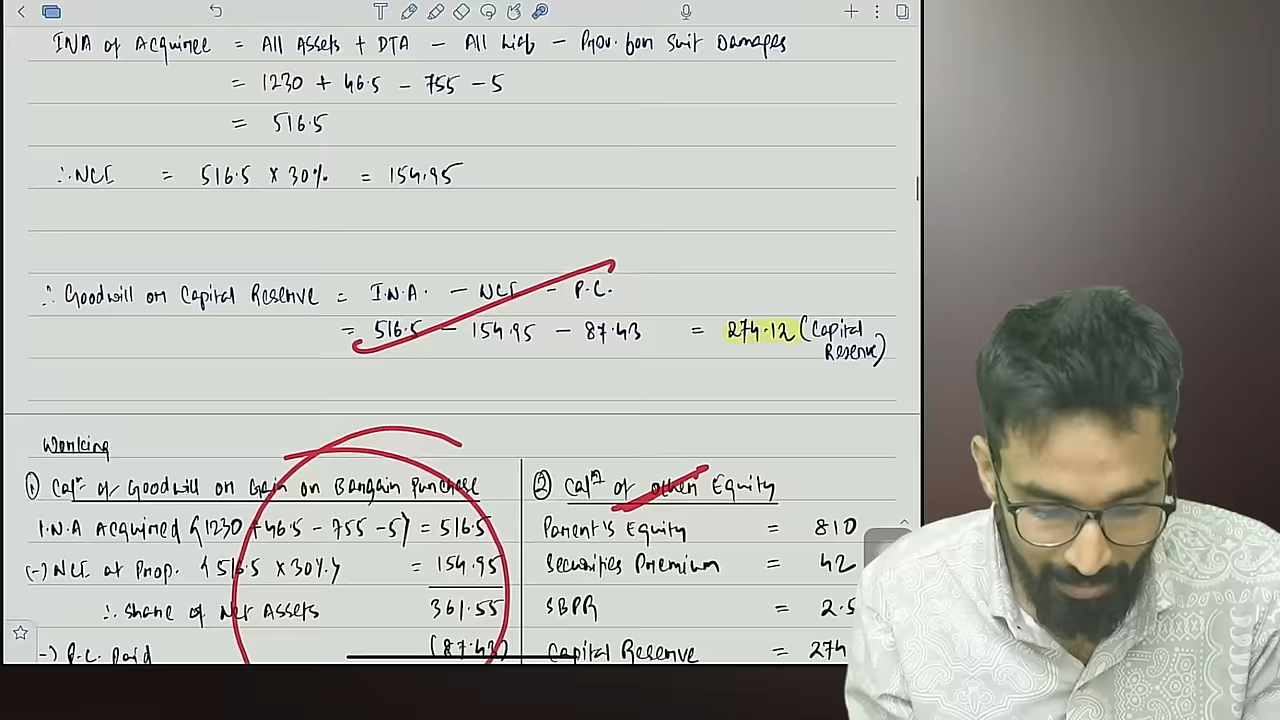 INA of Acquiree = All Assets + DTA - All Liab - Prov. for Suit Damages
= 1230 + 46.5 - 755 - 5
= 516.5
∴ NCI = 516.5 x 30% = 154.95
∴ Goodwill or Capital Reserve = I.N.A. - NCI - P.C.
= 516.5 - 154.95 - 87.43 = 274.12 (Capital Reserve)
Working
① Calⁿ of Goodwill or Gain on Bargain Purchase
I.N.A Acquired {1230 + 46.5 - 755 - 5} = 516.5
(-) NCI at Prop. {516.5 x 30%} = 154.95
∴ Share of Net Assets 361.55
-) P.C. Paid (87.43)
② Calⁿ of other Equity
Parent's Equity = 810
Securities Premium = 42
SBPR = 2.5
Capital Reserve = 274